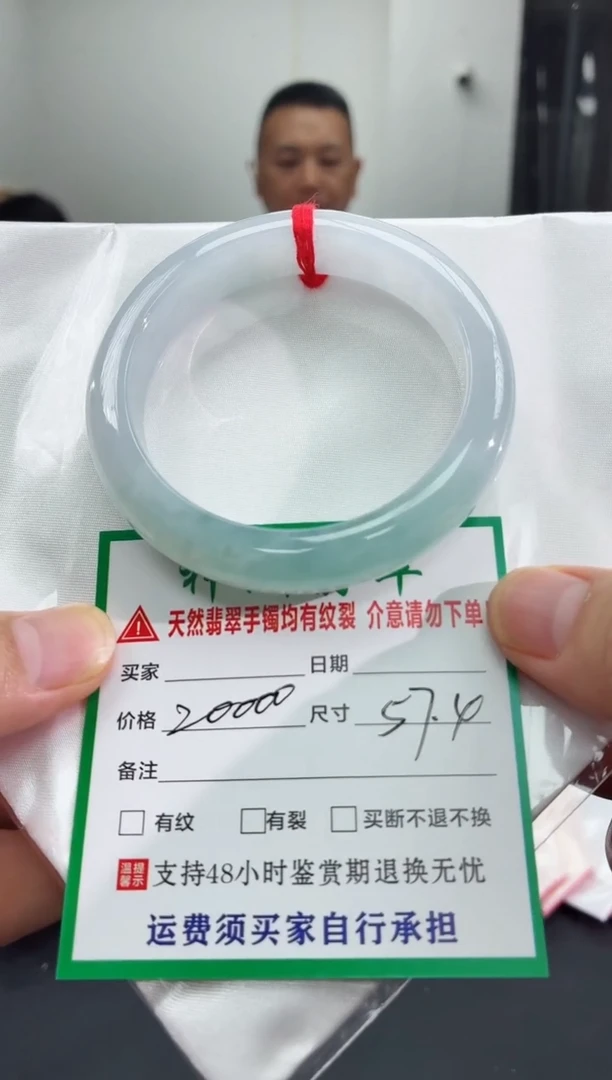 天然翡翠手镯均有纹裂 介意请勿下单
买家 日期
价格 20000 尺寸 57.4
备注
有纹 有裂 买断不退不换
温馨提示 支持48小时鉴赏期退换无忧
运费须买家自行承担